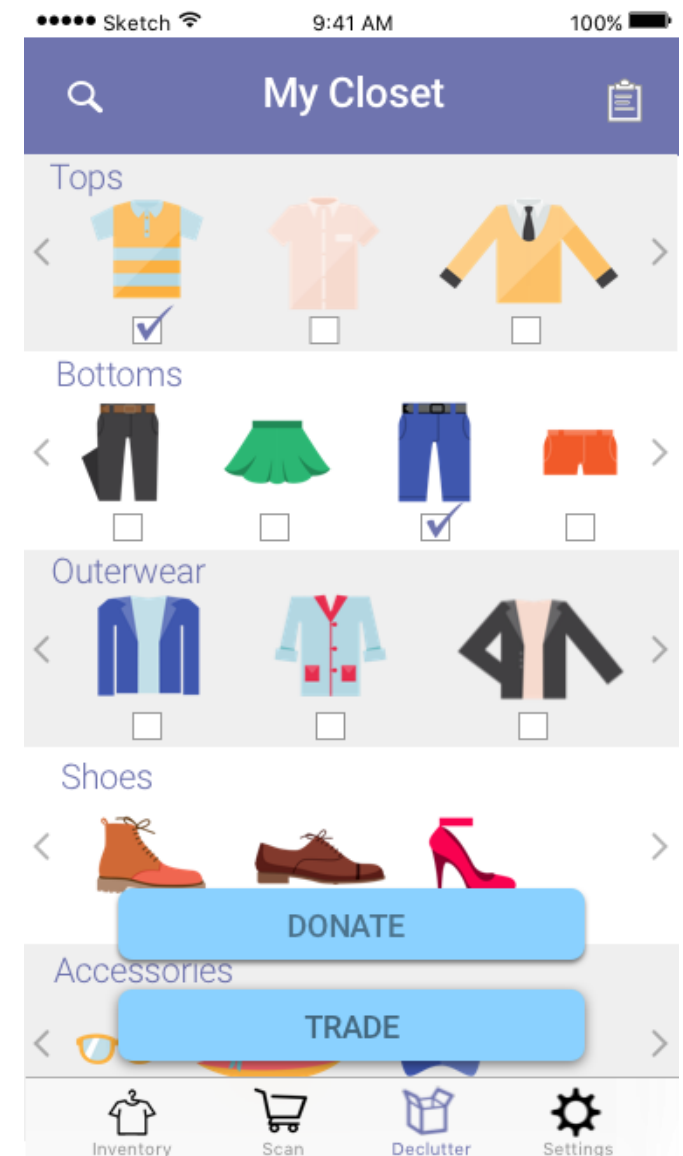 Sketch 9:41 AM 100%
My Closet
Tops
Bottoms
Outerwear
Shoes
DONATE
Accessories
TRADE
Inventory Scan Declutter Settings